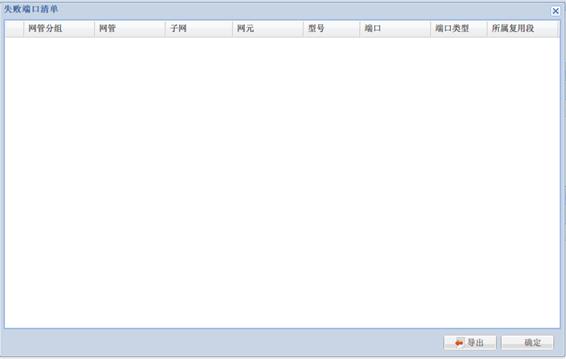 失败端口清单
网管分组 网管 子网 网元 型号 端口 端口类型 所属复用段
导出 确定